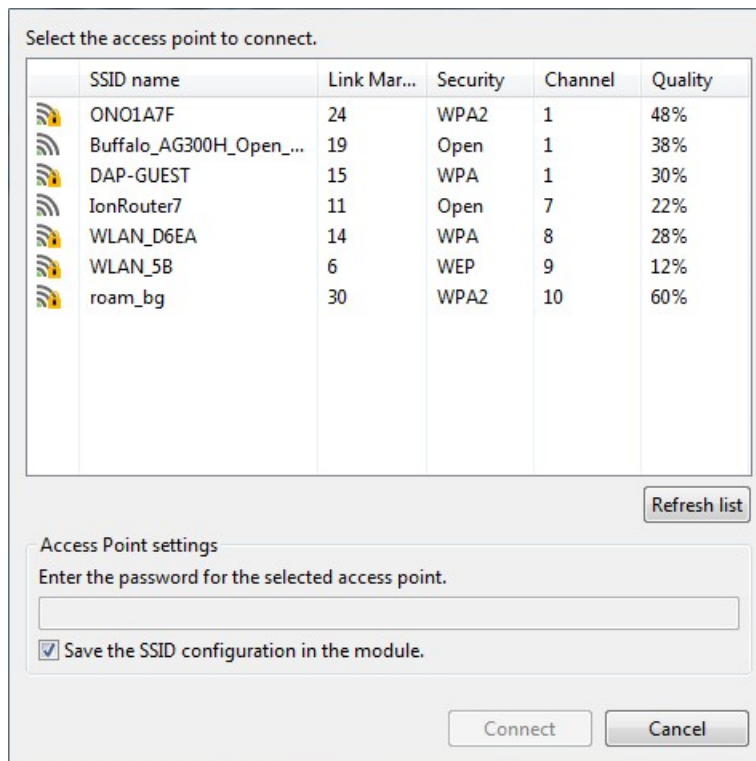 Select the access point to connect.
SSID name Link Mar... Security Channel Quality
ONO1A7F 24 WPA2 1 48%
Buffalo_AG300H_Open_... 19 Open 1 38%
DAP-GUEST 15 WPA 1 30%
IonRouter7 11 Open 7 22%
WLAN_D6EA 14 WPA 8 28%
WLAN_5B 6 WEP 9 12%
roam_bg 30 WPA2 10 60%
Refresh list
Access Point settings
Enter the password for the selected access point.
Save the SSID configuration in the module.
Connect Cancel